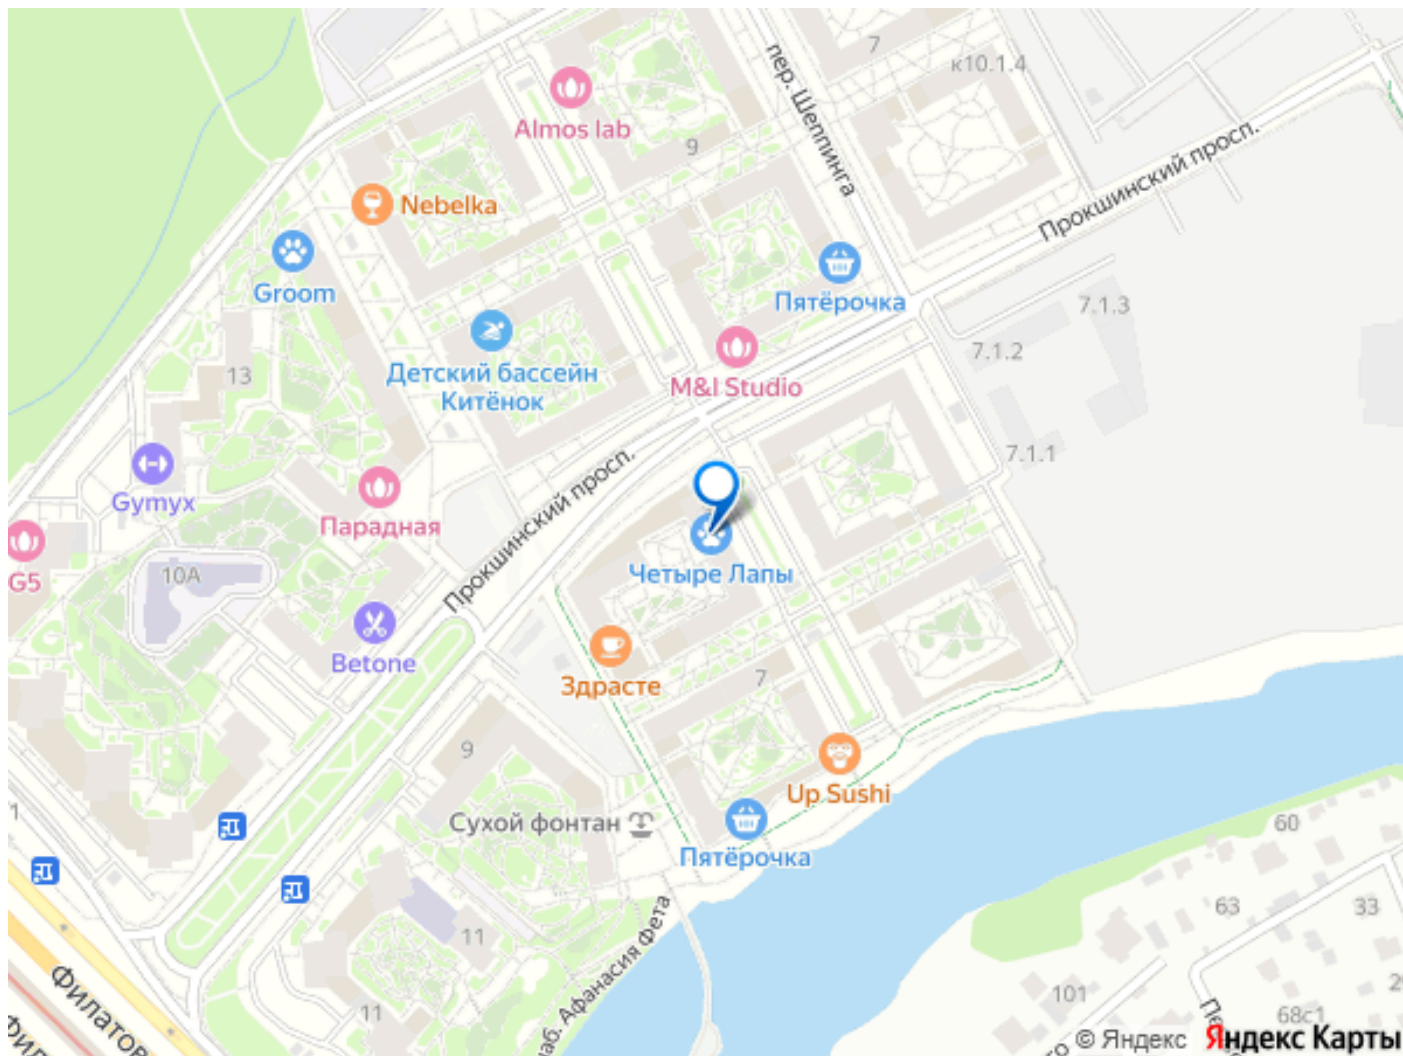 7
к10.1.4
пер. Шеппинга
Almos lab
9
Прокшинский просп.
Nebelka
Groom
Пятёрочка
7.1.3
7.1.2
M&I Studio
Детский бассейн
Китёнок
13
7.1.1
Gymyx
Парадная
Прокшинский просп.
G5
10А
Четыре Лапы
Betone
Здрасте
7
9
Up Sushi
Сухой фонтан
Пятёрочка
1
60
63
33
11
наб. Афанасия Фета
11
101
68с1
© Яндекс
Яндекс Карты